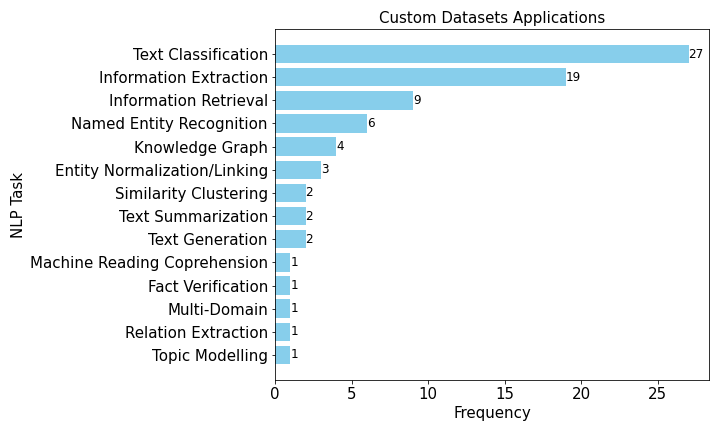 Custom Datasets Applications
NLP Task
Text Classification 27
Information Extraction 19
Information Retrieval 9
Named Entity Recognition 6
Knowledge Graph 4
Entity Normalization/Linking 3
Similarity Clustering 2
Text Summarization 2
Text Generation 2
Machine Reading Coprehension 1
Fact Verification 1
Multi-Domain 1
Relation Extraction 1
Topic Modelling 1
0 5 10 15 20 25
Frequency